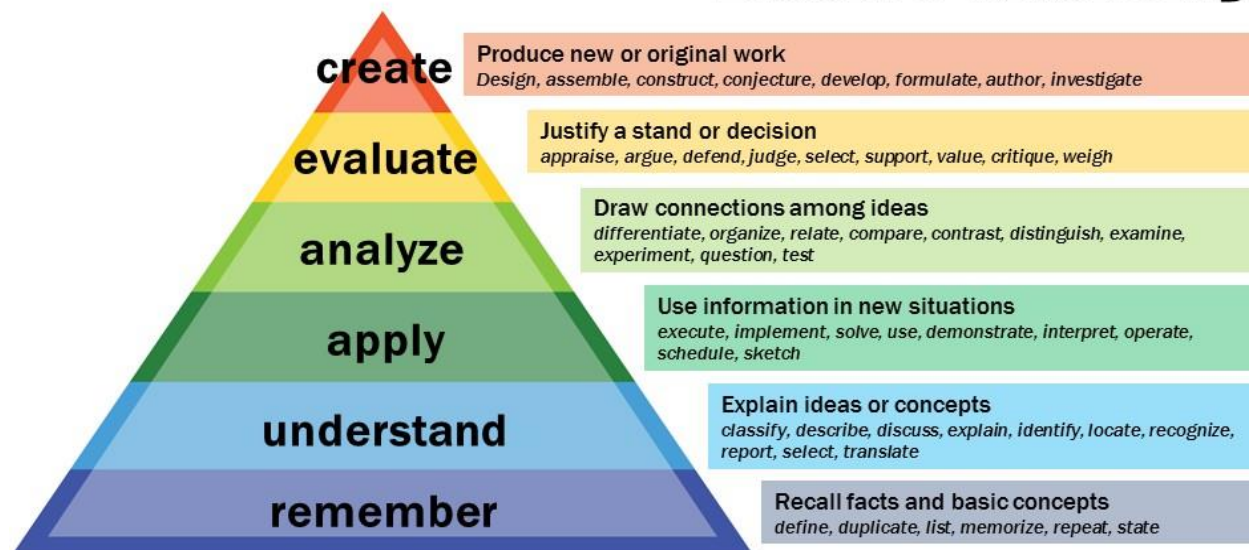 create
Produce new or original work
Design, assemble, construct, conjecture, develop, formulate, author, investigate
evaluate
Justify a stand or decision
appraise, argue, defend, judge, select, support, value, critique, weigh
analyze
Draw connections among ideas
differentiate, organize, relate, compare, contrast, distinguish, examine,
experiment, question, test
apply
Use information in new situations
execute, implement, solve, use, demonstrate, interpret, operate,
schedule, sketch
understand
Explain ideas or concepts
classify, describe, discuss, explain, identify, locate, recognize,
report, select, translate
remember
Recall facts and basic concepts
define, duplicate, list, memorize, repeat, state